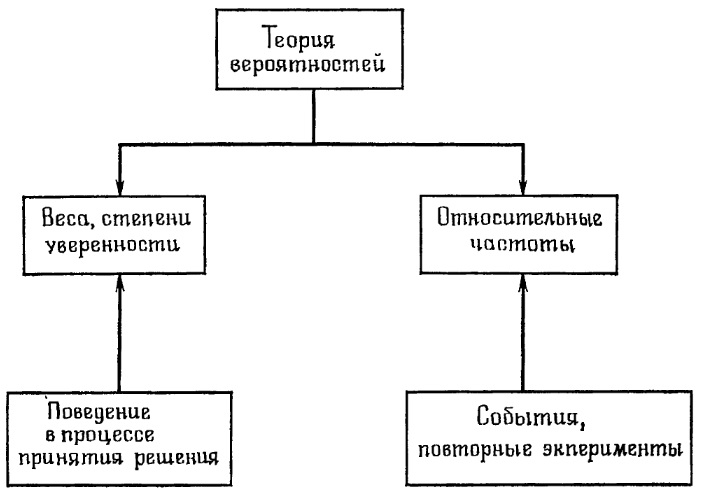 Теория
вероятностей
Веса, степени
уверенности
Относительные
частоты
Поведение
в процессе
принятия решения
События,
повторные экперименты